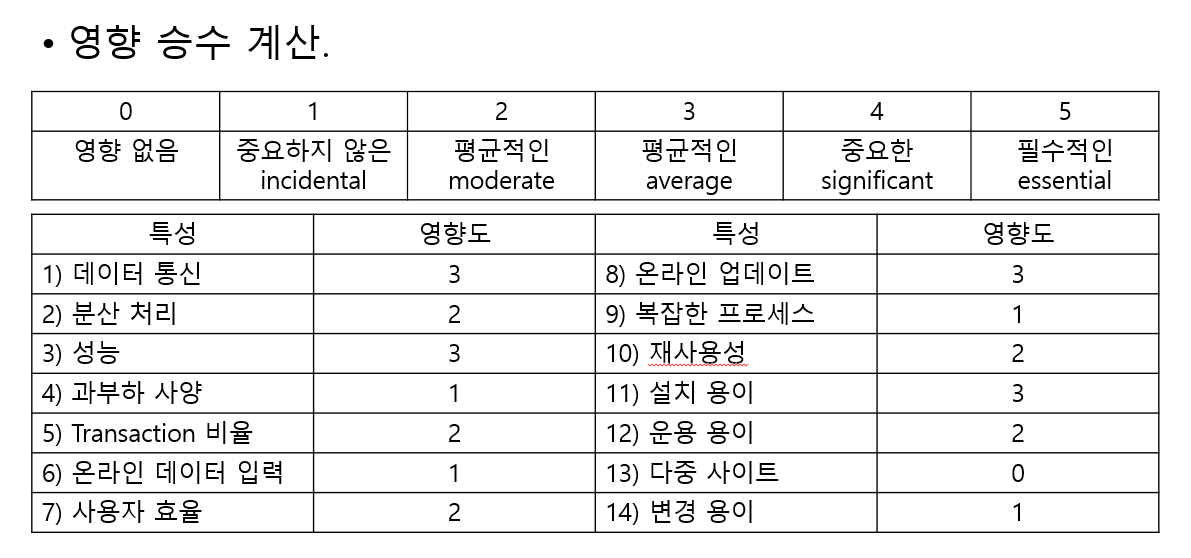 • 영향 승수 계산.
0 1 2 3 4 5
영향 없음 중요하지 않은 평균적인 평균적인 중요한 필수적인
incidental moderate average significant essential
특성 영향도 특성 영향도
1) 데이터 통신 3 8) 온라인 업데이트 3
2) 분산 처리 2 9) 복잡한 프로세스 1
3) 성능 3 10) 재사용성 2
4) 과부하 사양 1 11) 설치 용이 3
5) Transaction 비율 2 12) 운용 용이 2
6) 온라인 데이터 입력 1 13) 다중 사이트 0
7) 사용자 효율 2 14) 변경 용이 1